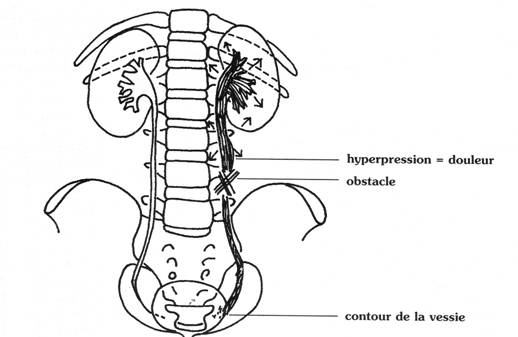 hyperpression = douleur
obstacle
contour de la vessie